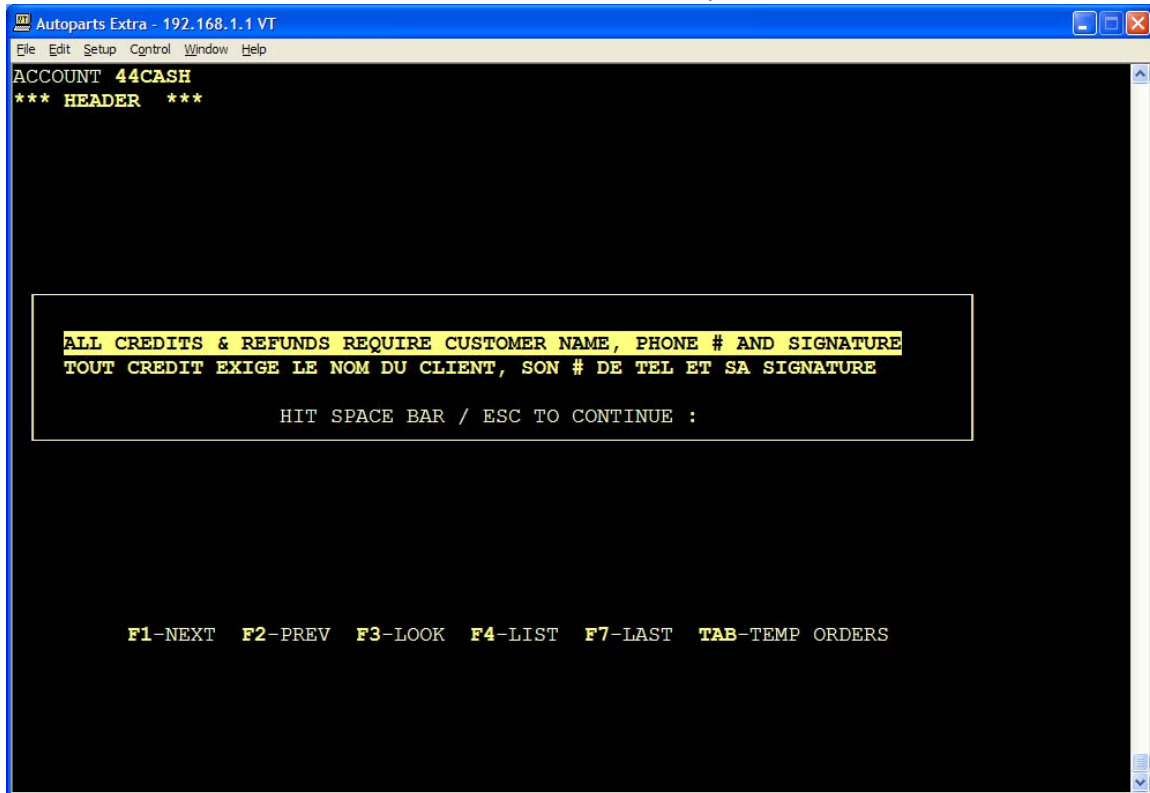 Autoparts Extra - 192.168.1.1 VT
File Edit Setup Control Window Help
ACCOUNT 44CASH
*** HEADER ***
ALL CREDITS & REFUNDS REQUIRE CUSTOMER NAME, PHONE # AND SIGNATURE
TOUT CREDIT EXIGE LE NOM DU CLIENT, SON # DE TEL ET SA SIGNATURE
HIT SPACE BAR / ESC TO CONTINUE :
F1-NEXT F2-PREV F3-LOOK F4-LIST F7-LAST TAB-TEMP ORDERS